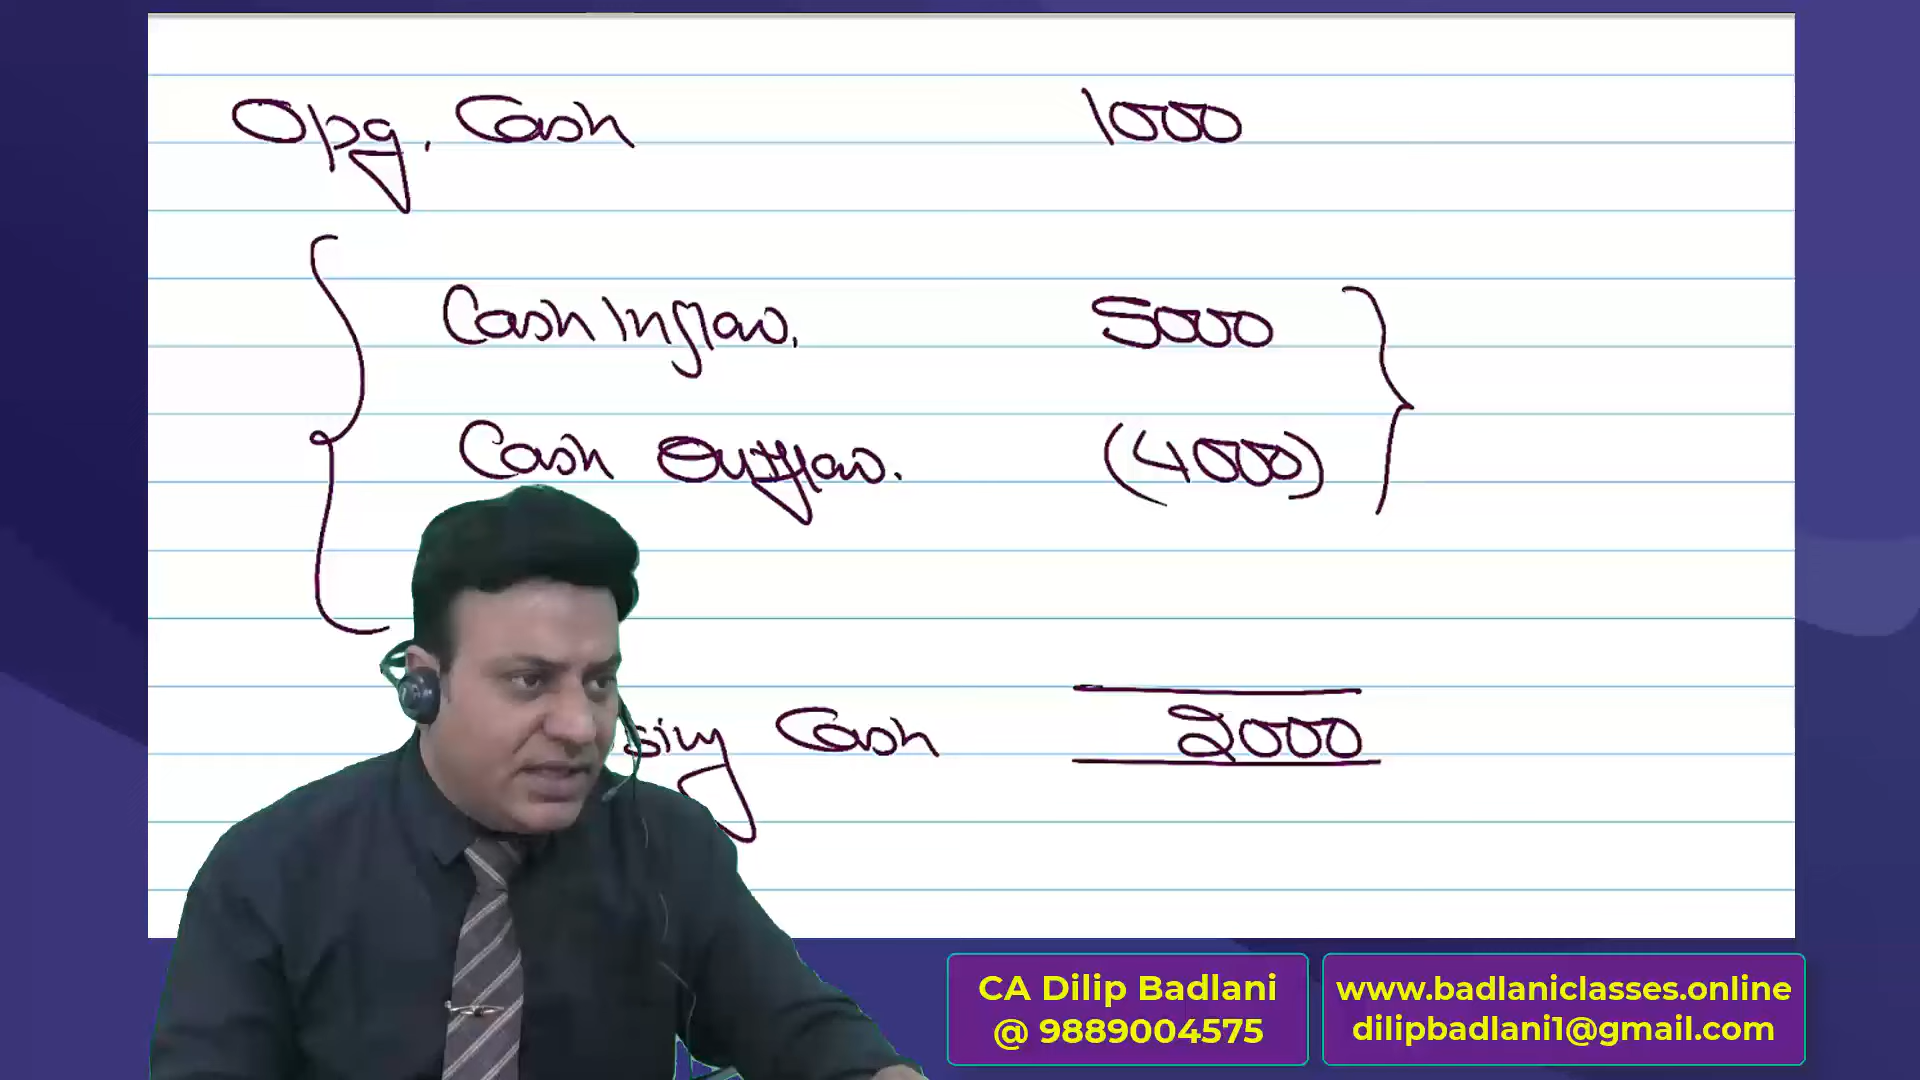 Opg. Cash 1000
Cash Inflow. 5000
Cash Outflow. (4000)
Cash 2000
CA Dilip Badlani
@ 9889004575
www.badlaniclasses.online
dilipbadlani1@gmail.com